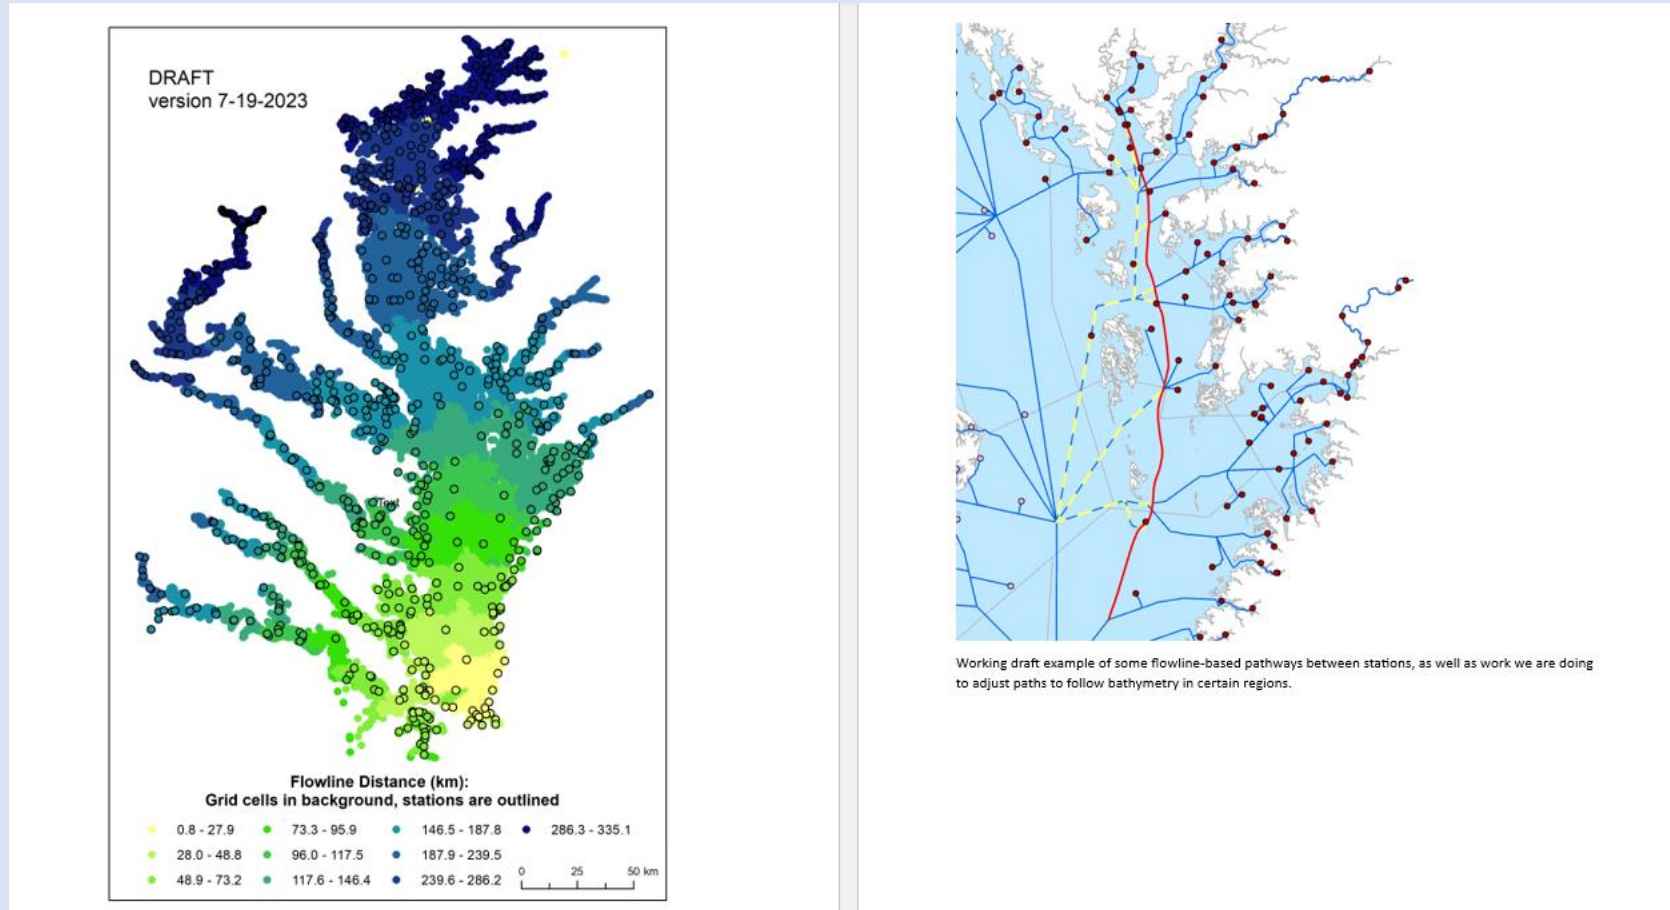 DRAFT
version 7-19-2023
Text
Flowline Distance (km):
Grid cells in background, stations are outlined
0.8 - 27.9
73.3 - 95.9
146.5 - 187.8
286.3 - 335.1
28.0 - 48.8
96.0 - 117.5
187.9 - 239.5
48.9 - 73.2
117.6 - 146.4
239.6 - 286.2
0 25 50 km
Working draft example of some flowline-based pathways between stations, as well as work we are doing
to adjust paths to follow bathymetry in certain regions.